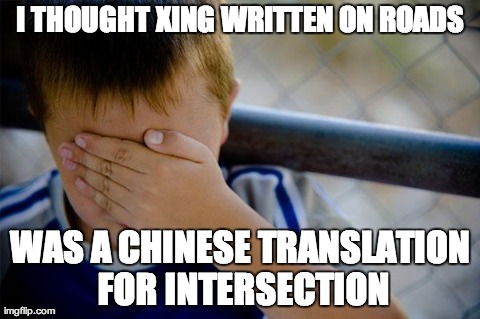 I THOUGHT XING WRITTEN ON ROADS
WAS A CHINESE TRANSLATION
FOR INTERSECTION
imgflip.com